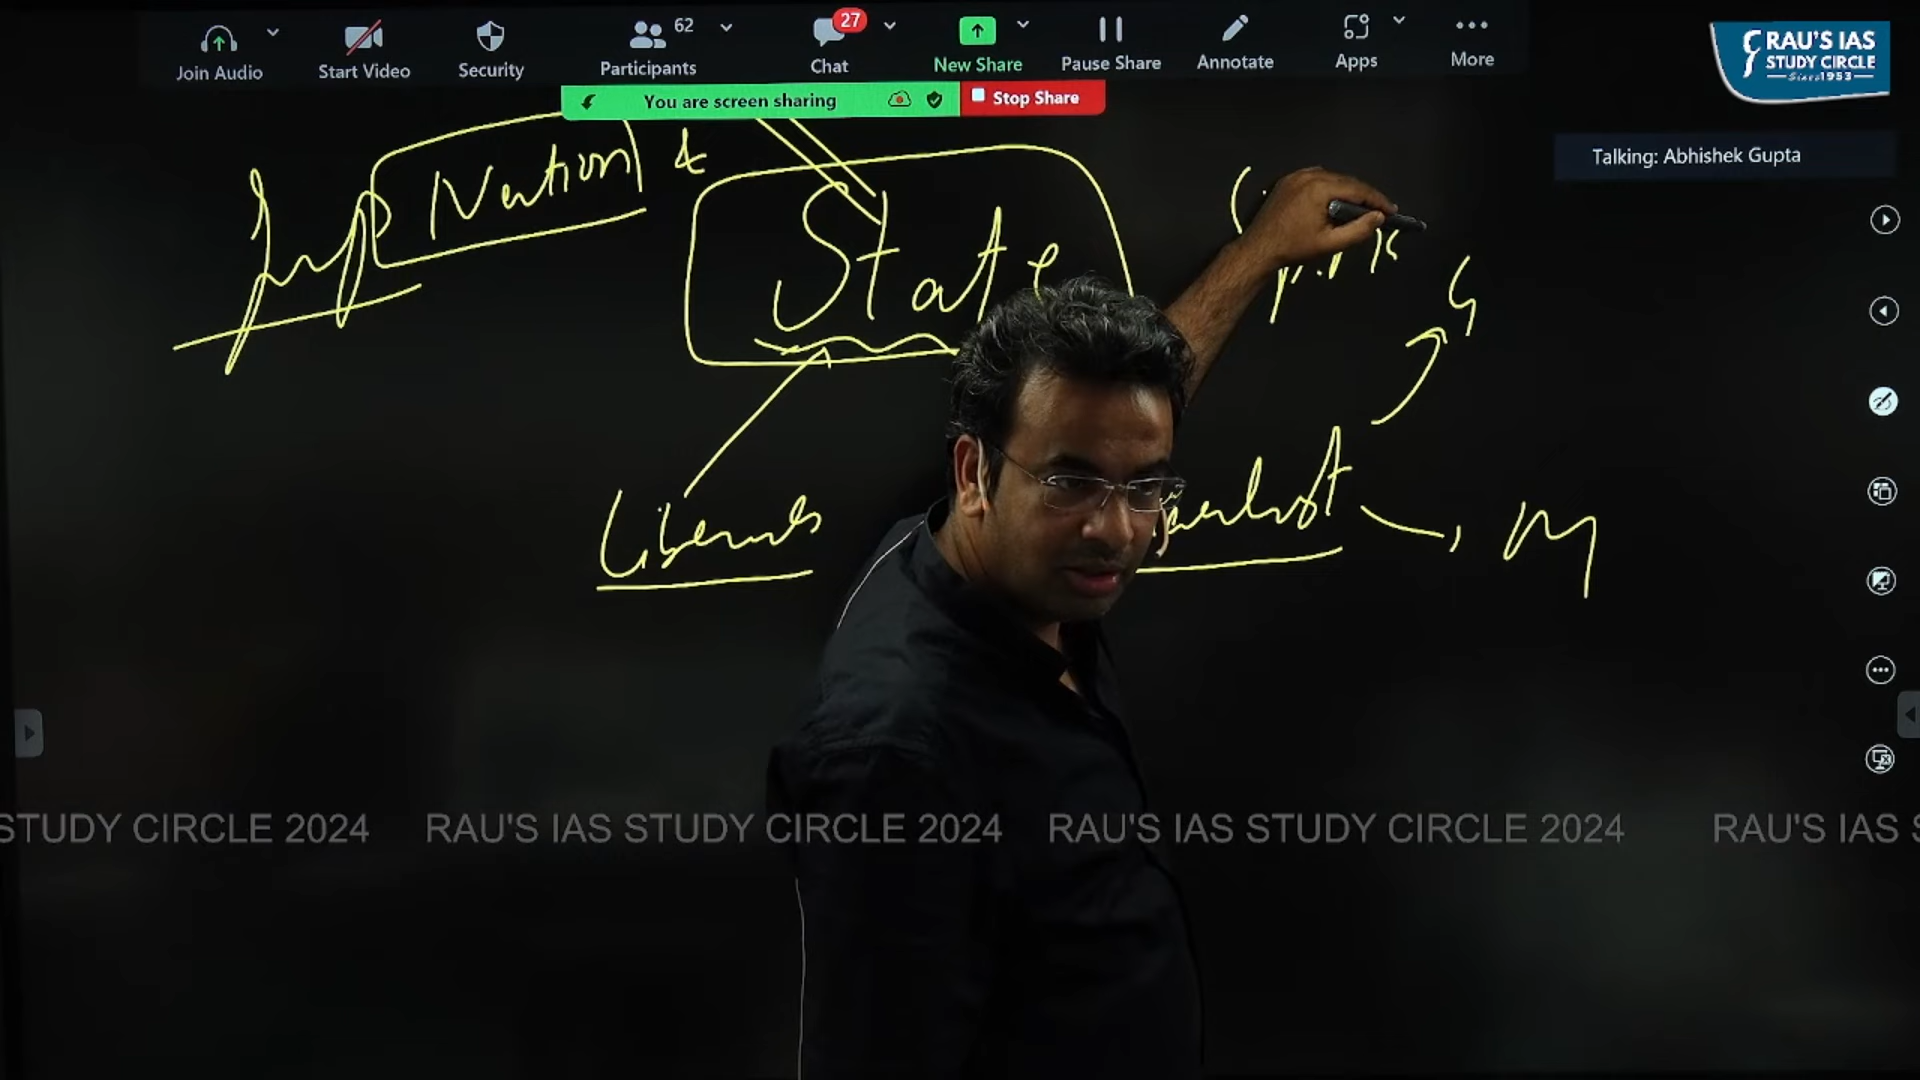 Join Audio
Start Video
Security
Participants
62
Chat
27
New Share
Pause Share
Annotate
Apps
More
You are screen sharing
Stop Share
RAU'S IAS
STUDY CIRCLE
Since 1953
Talking: Abhishek Gupta
Imp Nation &
State
G
Liberals
M
STUDY CIRCLE 2024 RAU'S IAS STUDY CIRCLE 2024 RAU'S IAS STUDY CIRCLE 2024 RAU'S IAS S